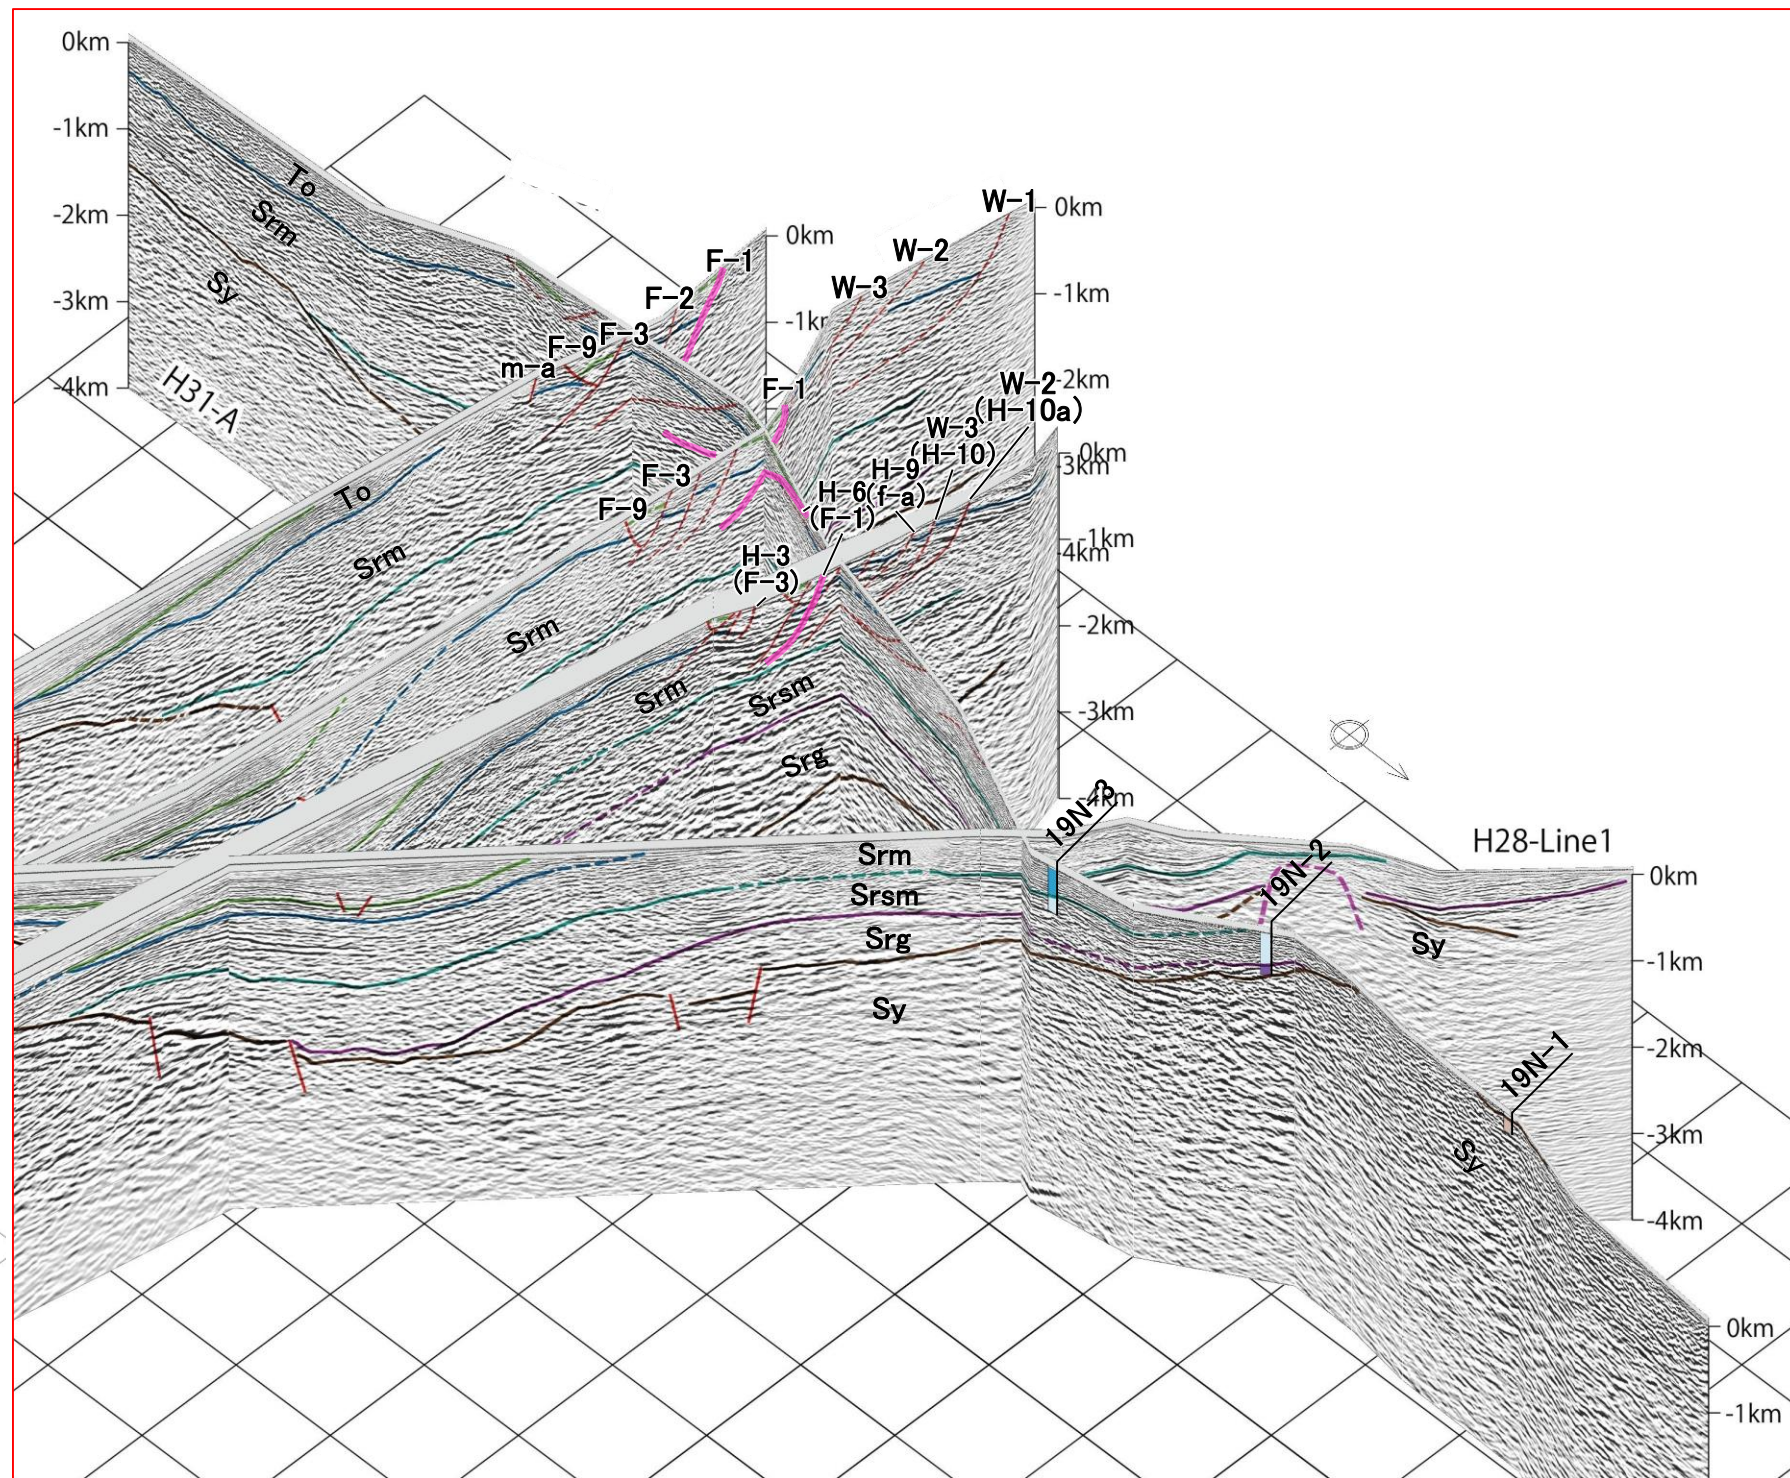 0km
-1km
-2km
-3km
-4km
H31-A
To
Srm
Sy
0km
-1km
F-1
F-2
F-3
F-9
m-a
W-1
W-2
W-3
0km
-1km
-2km
3km
4km
F-1
W-2
(H-10a)
W-3
(H-10)
H-9
(f-a)
H-6
(F-1)
H-3
(F-3)
F-3
F-9
To
Srm
Srm
Srm
Srsm
Srg
0km
-1km
-2km
-3km
-4km
19N-3
19N-2
19N-1
H28-Line1
Srm
Srsm
Srg
Sy
Sy
Sy
0km
-1km
-2km
-3km
-4km
0km
-1km